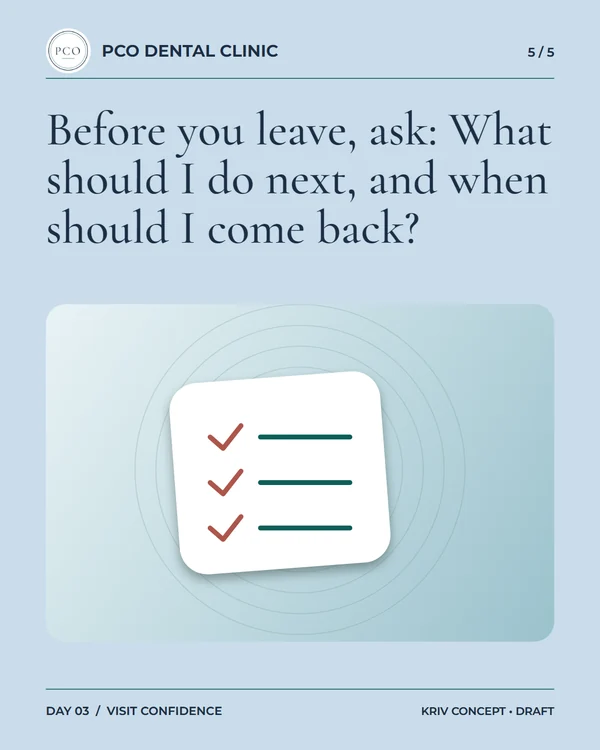 PCO
PCO DENTAL CLINIC
5 / 5
Before you leave, ask: What
should I do next, and when
should I come back?
DAY 03 / VISIT CONFIDENCE
KRIV CONCEPT • DRAFT